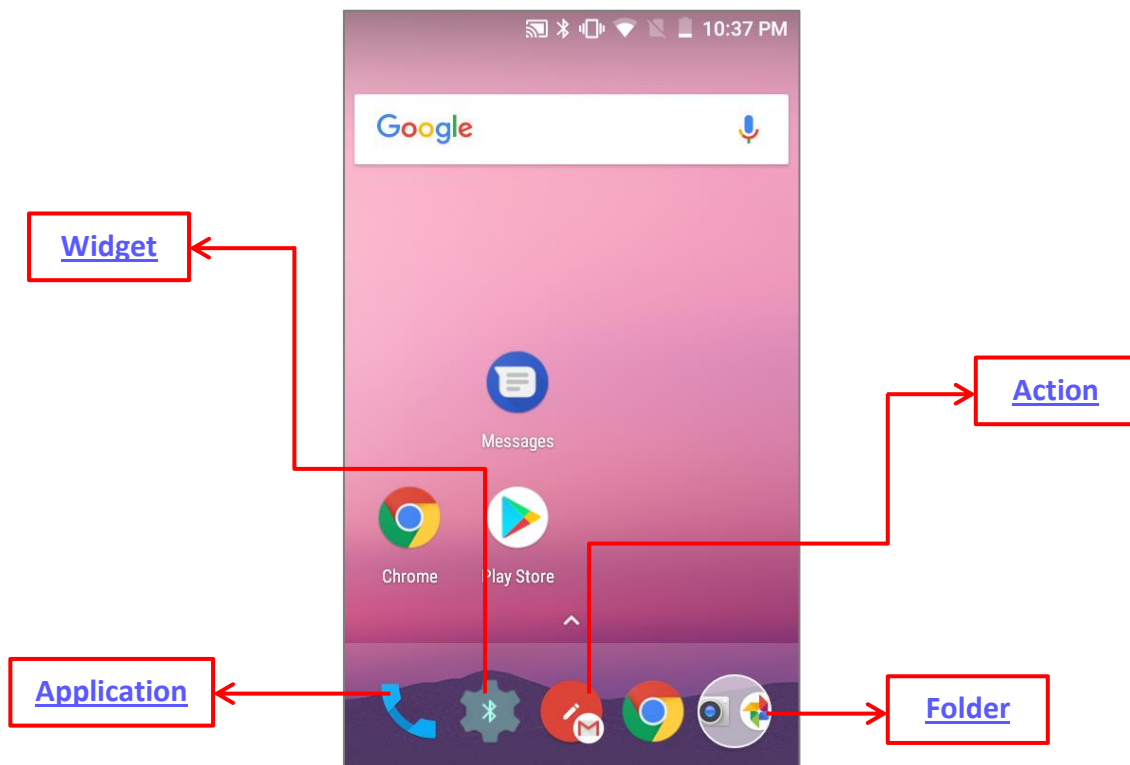 10:37 PM
Google
Widget
Action
Messages
Chrome
Play Store
Application
Folder